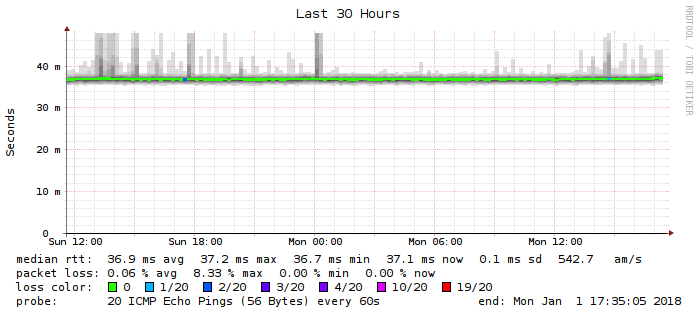 Last 30 Hours
RRDTOOL / TOBI OETIKER
Seconds
40 m
30 m
20 m
10 m
0
Sun 12:00 Sun 18:00 Mon 00:00 Mon 06:00 Mon 12:00
median rtt: 36.9 ms avg 37.2 ms max 36.7 ms min 37.1 ms now 0.1 ms sd 542.7 am/s
packet loss: 0.06 % avg 8.33 % max 0.00 % min 0.00 % now
loss color: 0 1/20 2/20 3/20 4/20 10/20 19/20
probe: 20 ICMP Echo Pings (56 Bytes) every 60s end: Mon Jan 1 17:35:05 2018